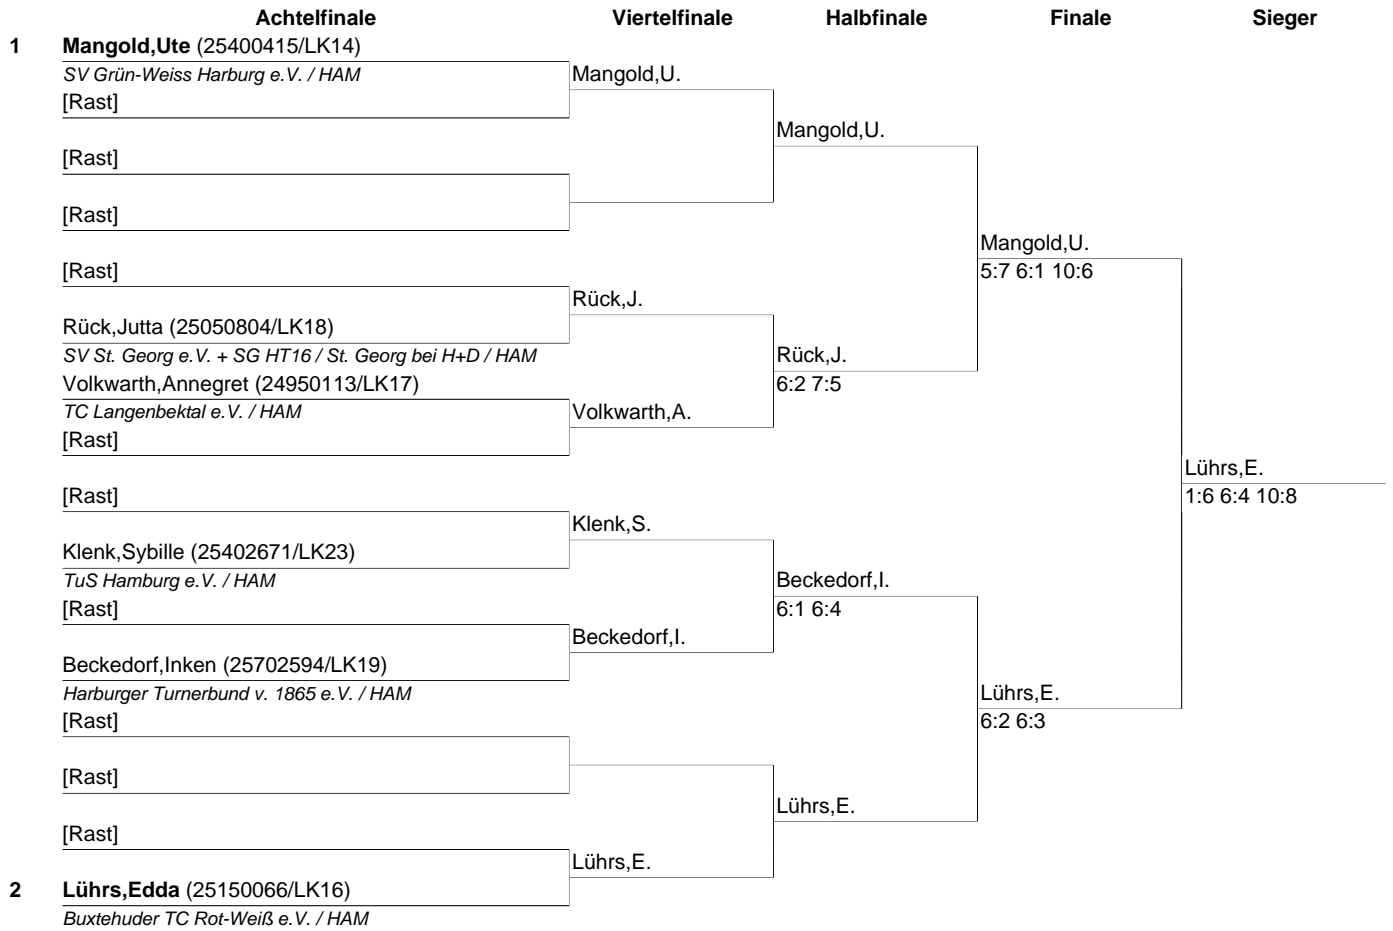 Achtelfinale Viertelfinale Halbfinale Finale Sieger
1 Mangold,Ute (25400415/LK14)
SV Grün-Weiss Harburg e.V. / HAM Mangold,U.
[Rast]
Mangold,U.
[Rast]
[Rast]
Mangold,U.
[Rast] 5:7 6:1 10:6
Rück,J.
Rück,Jutta (25050804/LK18)
SV St. Georg e.V. + SG HT16 / St. Georg bei H+D / HAM Rück,J.
Volkwarth,Annegret (24950113/LK17) 6:2 7:5
TC Langenbektal e.V. / HAM Volkwarth,A.
[Rast]
Lührs,E.
[Rast] 1:6 6:4 10:8
Klenk,S.
Klenk,Sybille (25402671/LK23)
TuS Hamburg e.V. / HAM Beckedorf,I.
[Rast] 6:1 6:4
Beckedorf,I.
Beckedorf,Inken (25702594/LK19)
Harburger Turnerbund v. 1865 e.V. / HAM Lührs,E.
[Rast] 6:2 6:3
[Rast]
Lührs,E.
[Rast]
Lührs,E.
2 Lührs,Edda (25150066/LK16)
Buxtehuder TC Rot-Weiß e.V. / HAM